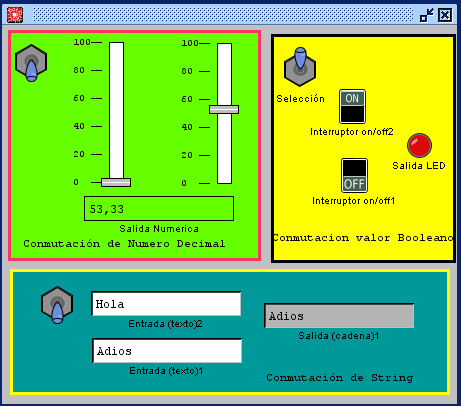 100
80
60
40
20
0
100
80
60
40
20
0
53,33
Salida Numerica
Conmutación de Numero Decimal
Selección
ON
Interruptor on/off2
Salida LED
OFF
Interruptor on/off1
Conmutacion valor Booleano
Hola
Entrada (texto)2
Adios
Salida (cadena)1
Adios
Entrada (texto)1
Conmutación de String